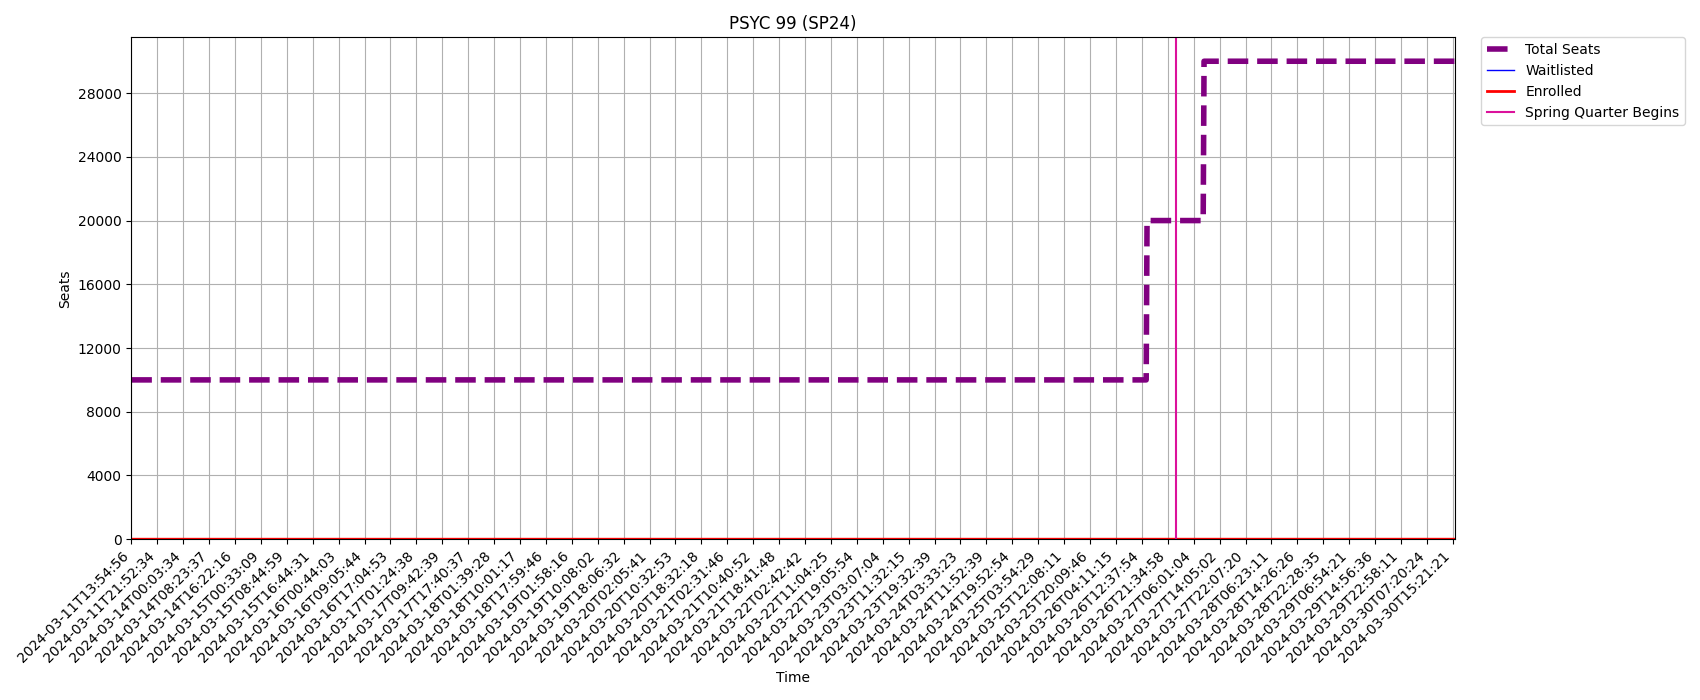 PSYC 99 (SP24)
Total Seats
Waitlisted
Enrolled
Spring Quarter Begins
28000
24000
20000
16000
12000
8000
4000
0
Seats
2024-03-11T13:54:56
2024-03-11T21:52:34
2024-03-14T00:03:34
2024-03-14T08:23:37
2024-03-14T16:22:16
2024-03-15T00:33:09
2024-03-15T08:44:59
2024-03-15T16:44:31
2024-03-16T00:44:03
2024-03-16T09:05:44
2024-03-16T17:04:53
2024-03-17T01:24:38
2024-03-17T09:42:39
2024-03-17T17:40:37
2024-03-18T01:39:28
2024-03-18T10:01:17
2024-03-18T17:59:46
2024-03-19T01:58:16
2024-03-19T10:08:02
2024-03-19T18:06:32
2024-03-20T02:05:41
2024-03-20T10:32:53
2024-03-20T18:32:18
2024-03-21T02:31:46
2024-03-21T10:40:52
2024-03-21T18:41:48
2024-03-22T02:42:42
2024-03-22T11:04:25
2024-03-22T19:05:54
2024-03-23T03:07:04
2024-03-23T11:32:15
2024-03-23T19:32:39
2024-03-24T03:33:23
2024-03-24T11:52:39
2024-03-24T19:52:54
2024-03-25T03:54:29
2024-03-25T12:08:11
2024-03-25T20:09:46
2024-03-26T04:11:15
2024-03-26T12:37:54
2024-03-26T21:34:58
2024-03-27T06:01:04
2024-03-27T14:05:02
2024-03-27T22:07:20
2024-03-28T06:23:11
2024-03-28T14:26:26
2024-03-28T22:28:35
2024-03-29T06:54:21
2024-03-29T14:56:36
2024-03-29T22:58:11
2024-03-30T07:20:24
2024-03-30T15:21:21
Time